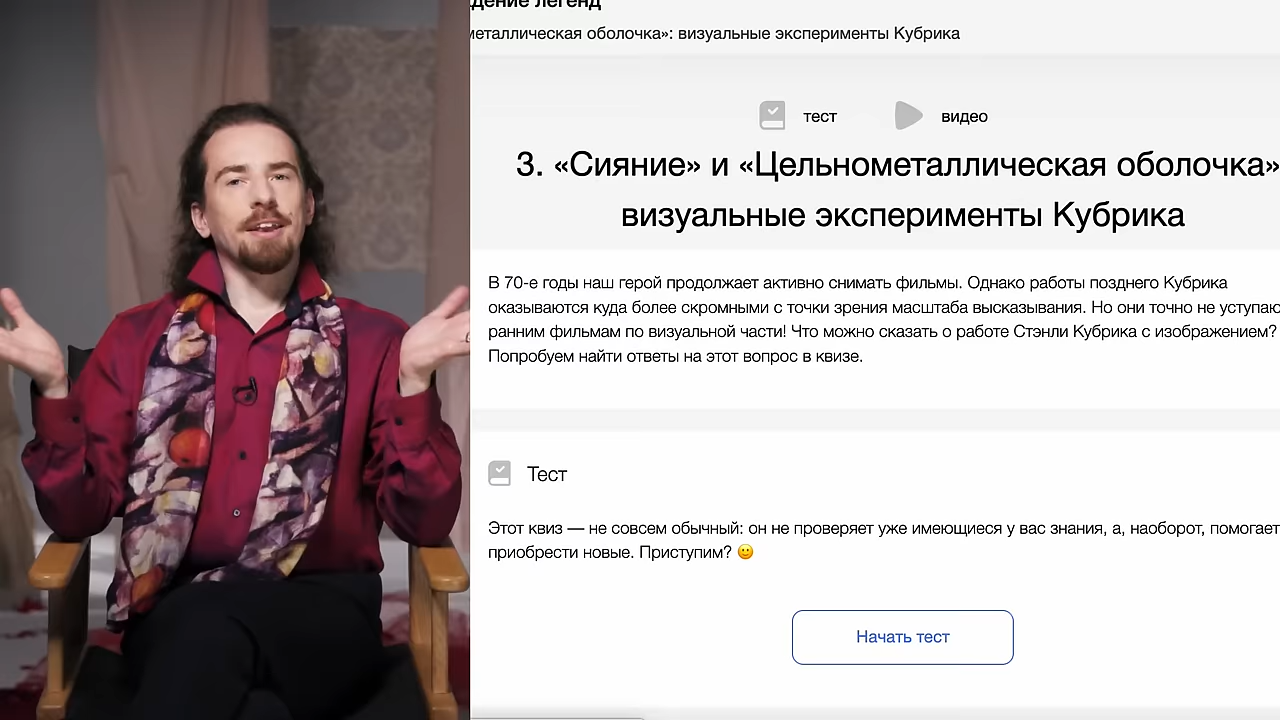 дение легенд
металлическая оболочка»: визуальные эксперименты Кубрика
тест
видео
3. «Сияние» и «Цельнометаллическая оболочка»
визуальные эксперименты Кубрика
В 70-е годы наш герой продолжает активно снимать фильмы. Однако работы позднего Кубрика
оказываются куда более скромными с точки зрения масштаба высказывания. Но они точно не уступаю
ранним фильмам по визуальной части! Что можно сказать о работе Стэнли Кубрика с изображением?
Попробуем найти ответы на этот вопрос в квизе.
Тест
Этот квиз — не совсем обычный: он не проверяет уже имеющиеся у вас знания, а, наоборот, помогает
приобрести новые. Приступим? 🙂
Начать тест